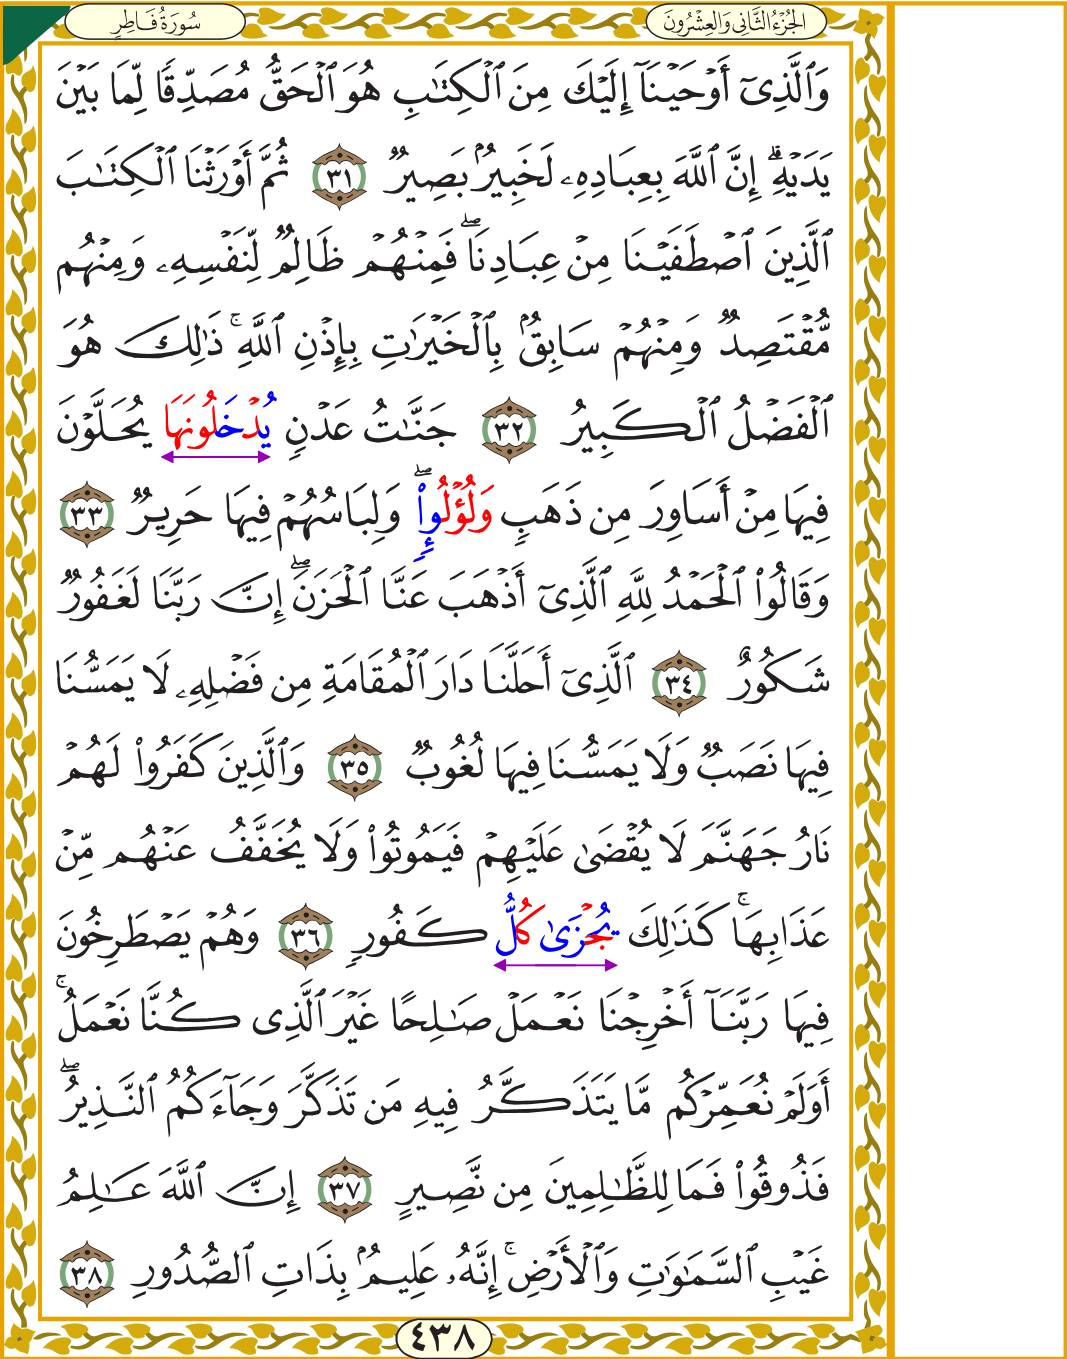 الجُزْءُ الثَّانِي وَالعِشْرُونَ
سُورَةُ فَاطِرٍ
وَٱلَّذِىٓ أَوۡحَيۡنَآ إِلَيۡكَ مِنَ ٱلۡكِتَٰبِ هُوَ ٱلۡحَقُّ مُصَدِّقٗا لِّمَا بَيۡنَ
يَدَيۡهِۗ إِنَّ ٱللَّهَ بِعِبَادِهِۦ لَخَبِيرُۢ بَصِيرٞ ٣١ ثُمَّ أَوۡرَثۡنَا ٱلۡكِتَٰبَ
ٱلَّذِينَ ٱصۡطَفَيۡنَا مِنۡ عِبَادِنَاۖ فَمِنۡهُمۡ ظَالِمٞ لِّنَفۡسِهِۦ وَمِنۡهُم
مُّقۡتَصِدٞ وَمِنۡهُمۡ سَابِقُۢ بِٱلۡخَيۡرَٰتِ بِإِذۡنِ ٱللَّهِۚ ذَٰلِكَ هُوَ
ٱلۡفَضۡلُ ٱلۡكَبِيرُ ٣٢ جَنَّٰتُ عَدۡنٖ يُدۡخَلُونَهَا يُحَلَّوۡنَ
فِيهَا مِنۡ أَسَاوِرَ مِن ذَهَبٖ وَلُؤۡلُوٕٖاۖ وَلِبَاسُهُمۡ فِيهَا حَرِيرٞ ٣٣
وَقَالُواْ ٱلۡحَمۡدُ لِلَّهِ ٱلَّذِىٓ أَذۡهَبَ عَنَّا ٱلۡحَزَنَۖ إِنَّ رَبَّنَا لَغَفُورٞ
شَكُورٌ ٣٤ ٱلَّذِىٓ أَحَلَّنَا دَارَ ٱلۡمُقَامَةِ مِن فَضۡلِهِۦ لَا يَمَسُّنَا
فِيهَا نَصَبٞ وَلَا يَمَسُّنَا فِيهَا لُغُوبٞ ٣٥ وَٱلَّذِينَ كَفَرُواْ لَهُمۡ
نَارُ جَهَنَّمَ لَا يُقۡضَىٰ عَلَيۡهِمۡ فَيَمُوتُواْ وَلَا يُخَفَّفُ عَنۡهُم مِّنۡ
عَذَابِهَاۚ كَذَٰلِكَ يُجۡزَىٰ كُلُّ كَفُورٖ ٣٦ وَهُمۡ يَصۡطَرِخُونَ
فِيهَا رَبَّنَآ أَخۡرِجۡنَا نَعۡمَلۡ صَٰلِحًا غَيۡرَ ٱلَّذِى كُنَّا نَعۡمَلُۚ
أَوَلَمۡ نُعَمِّرۡكُم مَّا يَتَذَكَّرُ فِيهِ مَن تَذَكَّرَ وَجَآءَكُمُ ٱلنَّذِيرُۖ
فَذُوقُواْ فَمَا لِلظَّٰلِمِينَ مِن نَّصِيرٍ ٣٧ إِنَّ ٱللَّهَ عَٰلِمُ
غَيۡبِ ٱلسَّمَٰوَٰتِ وَٱلۡأَرۡضِۚ إِنَّهُۥ عَلِيمُۢ بِذَاتِ ٱلصُّدُورِ ٣٨
٤٣٨